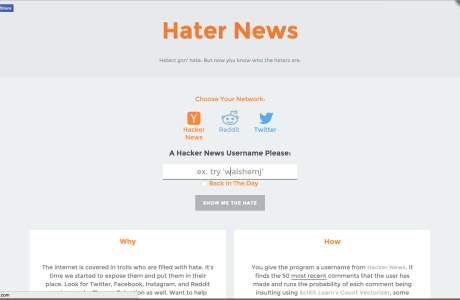 Share
Hater News
Haters gon' hate. But now you know who the haters are.
Choose Your Network:
Hacker News
Reddit
Twitter
A Hacker News Username Please:
ex. try 'walshemj'
Back In The Day
SHOW ME THE HATE
Why
The internet is covered in trolls who are filled with hate. It's
time we started to expose them and put them in their
place. Look for Twitter, Facebook, Instagram, and Reddit
as well. Want to help
How
You give the program a username from Hacker News. It
finds the 50 most recent comments that the user has
made and runs the probability of each comment being
insulting using SciKit Learn's Count Vectorizer, some
.com